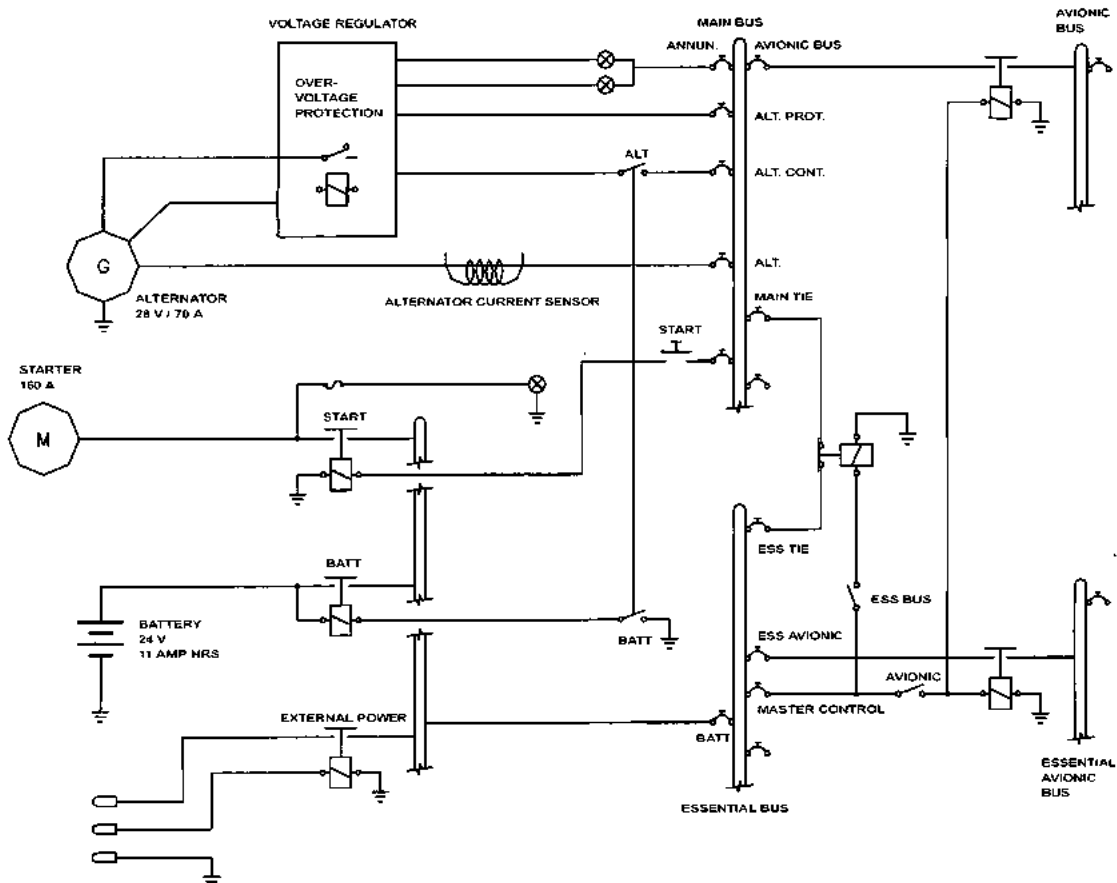 VOLTAGE REGULATOR
MAIN BUS
AVIONIC
BUS
ANNUN.
AVIONIC BUS
OVER-
VOLTAGE
PROTECTION
ALT. PROT.
ALT
ALT. CONT.
G
ALT.
ALTERNATOR
28 V / 70 A
ALTERNATOR CURRENT SENSOR
MAIN TIE
START
STARTER
160 A
M
START
ESS TIE
BATT
ESS BUS
BATTERY
24 V
11 AMP HRS
BATT
ESS AVIONIC
AVIONIC
MASTER CONTROL
EXTERNAL POWER
BATT
ESSENTIAL
AVIONIC
BUS
ESSENTIAL BUS